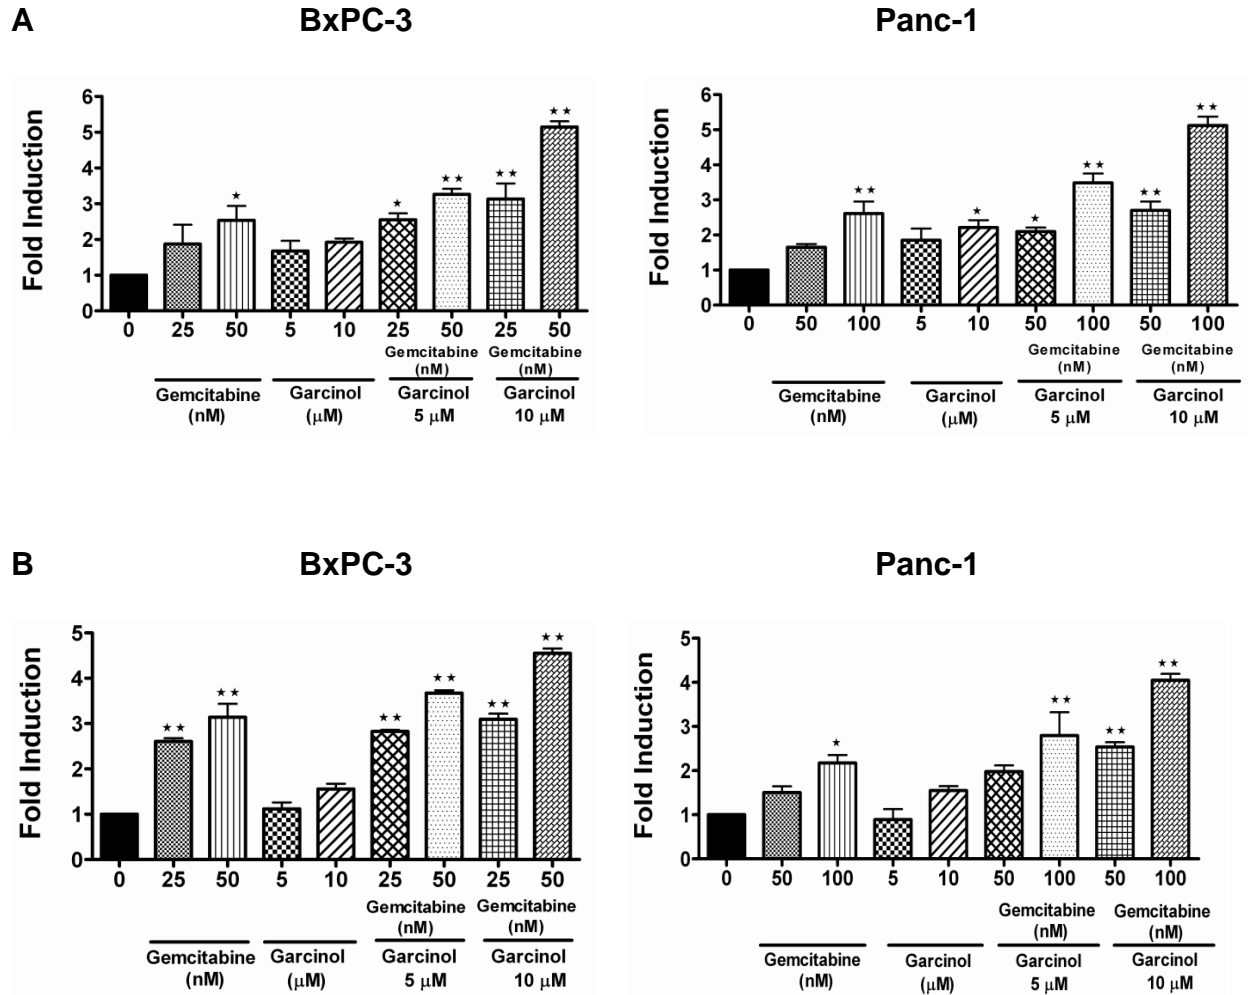 A
BxPC-3
Panc-1
Fold Induction
6
5
4
3
2
1
0
★
★
★★
★★
★★
0 25 50 5 10 25 50 25 50
Gemcitabine
(nM)
Gemcitabine
(nM)
Gemcitabine
(nM)
Garcinol
(μM)
Garcinol
5 μM
Garcinol
10 μM
Fold Induction
6
5
4
3
2
1
0
★★
★
★
★★
★★
★★
0 50 100 5 10 50 100 50 100
Gemcitabine
(nM)
Gemcitabine
(nM)
Gemcitabine
(nM)
Garcinol
(μM)
Garcinol
5 μM
Garcinol
10 μM
B
BxPC-3
Panc-1
Fold Induction
5
4
3
2
1
0
★★
★★
★★
★★
★★
★★
0 25 50 5 10 25 50 25 50
Gemcitabine
(nM)
Gemcitabine
(nM)
Gemcitabine
(nM)
Garcinol
(μM)
Garcinol
5 μM
Garcinol
10 μM
Fold Induction
5
4
3
2
1
0
★
★★
★★
★★
0 50 100 5 10 50 100 50 100
Gemcitabine
(nM)
Gemcitabine
(nM)
Gemcitabine
(nM)
Garcinol
(μM)
Garcinol
5 μM
Garcinol
10 μM